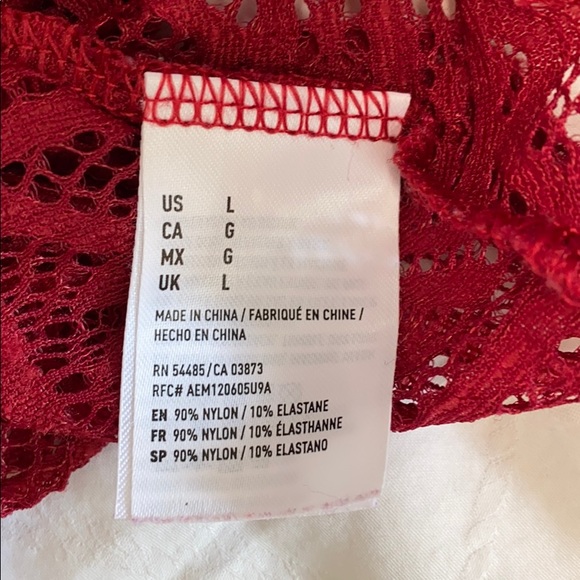 US L
CA G
MX G
UK L
MADE IN CHINA / FABRIQUÉ EN CHINE /
HECHO EN CHINA
RN 54485/CA 03873
RFC# AEM120605U9A
EN 90% NYLON / 10% ELASTANE
FR 90% NYLON / 10% ÉLASTHANNE
SP 90% NYLON / 10% ELASTANO